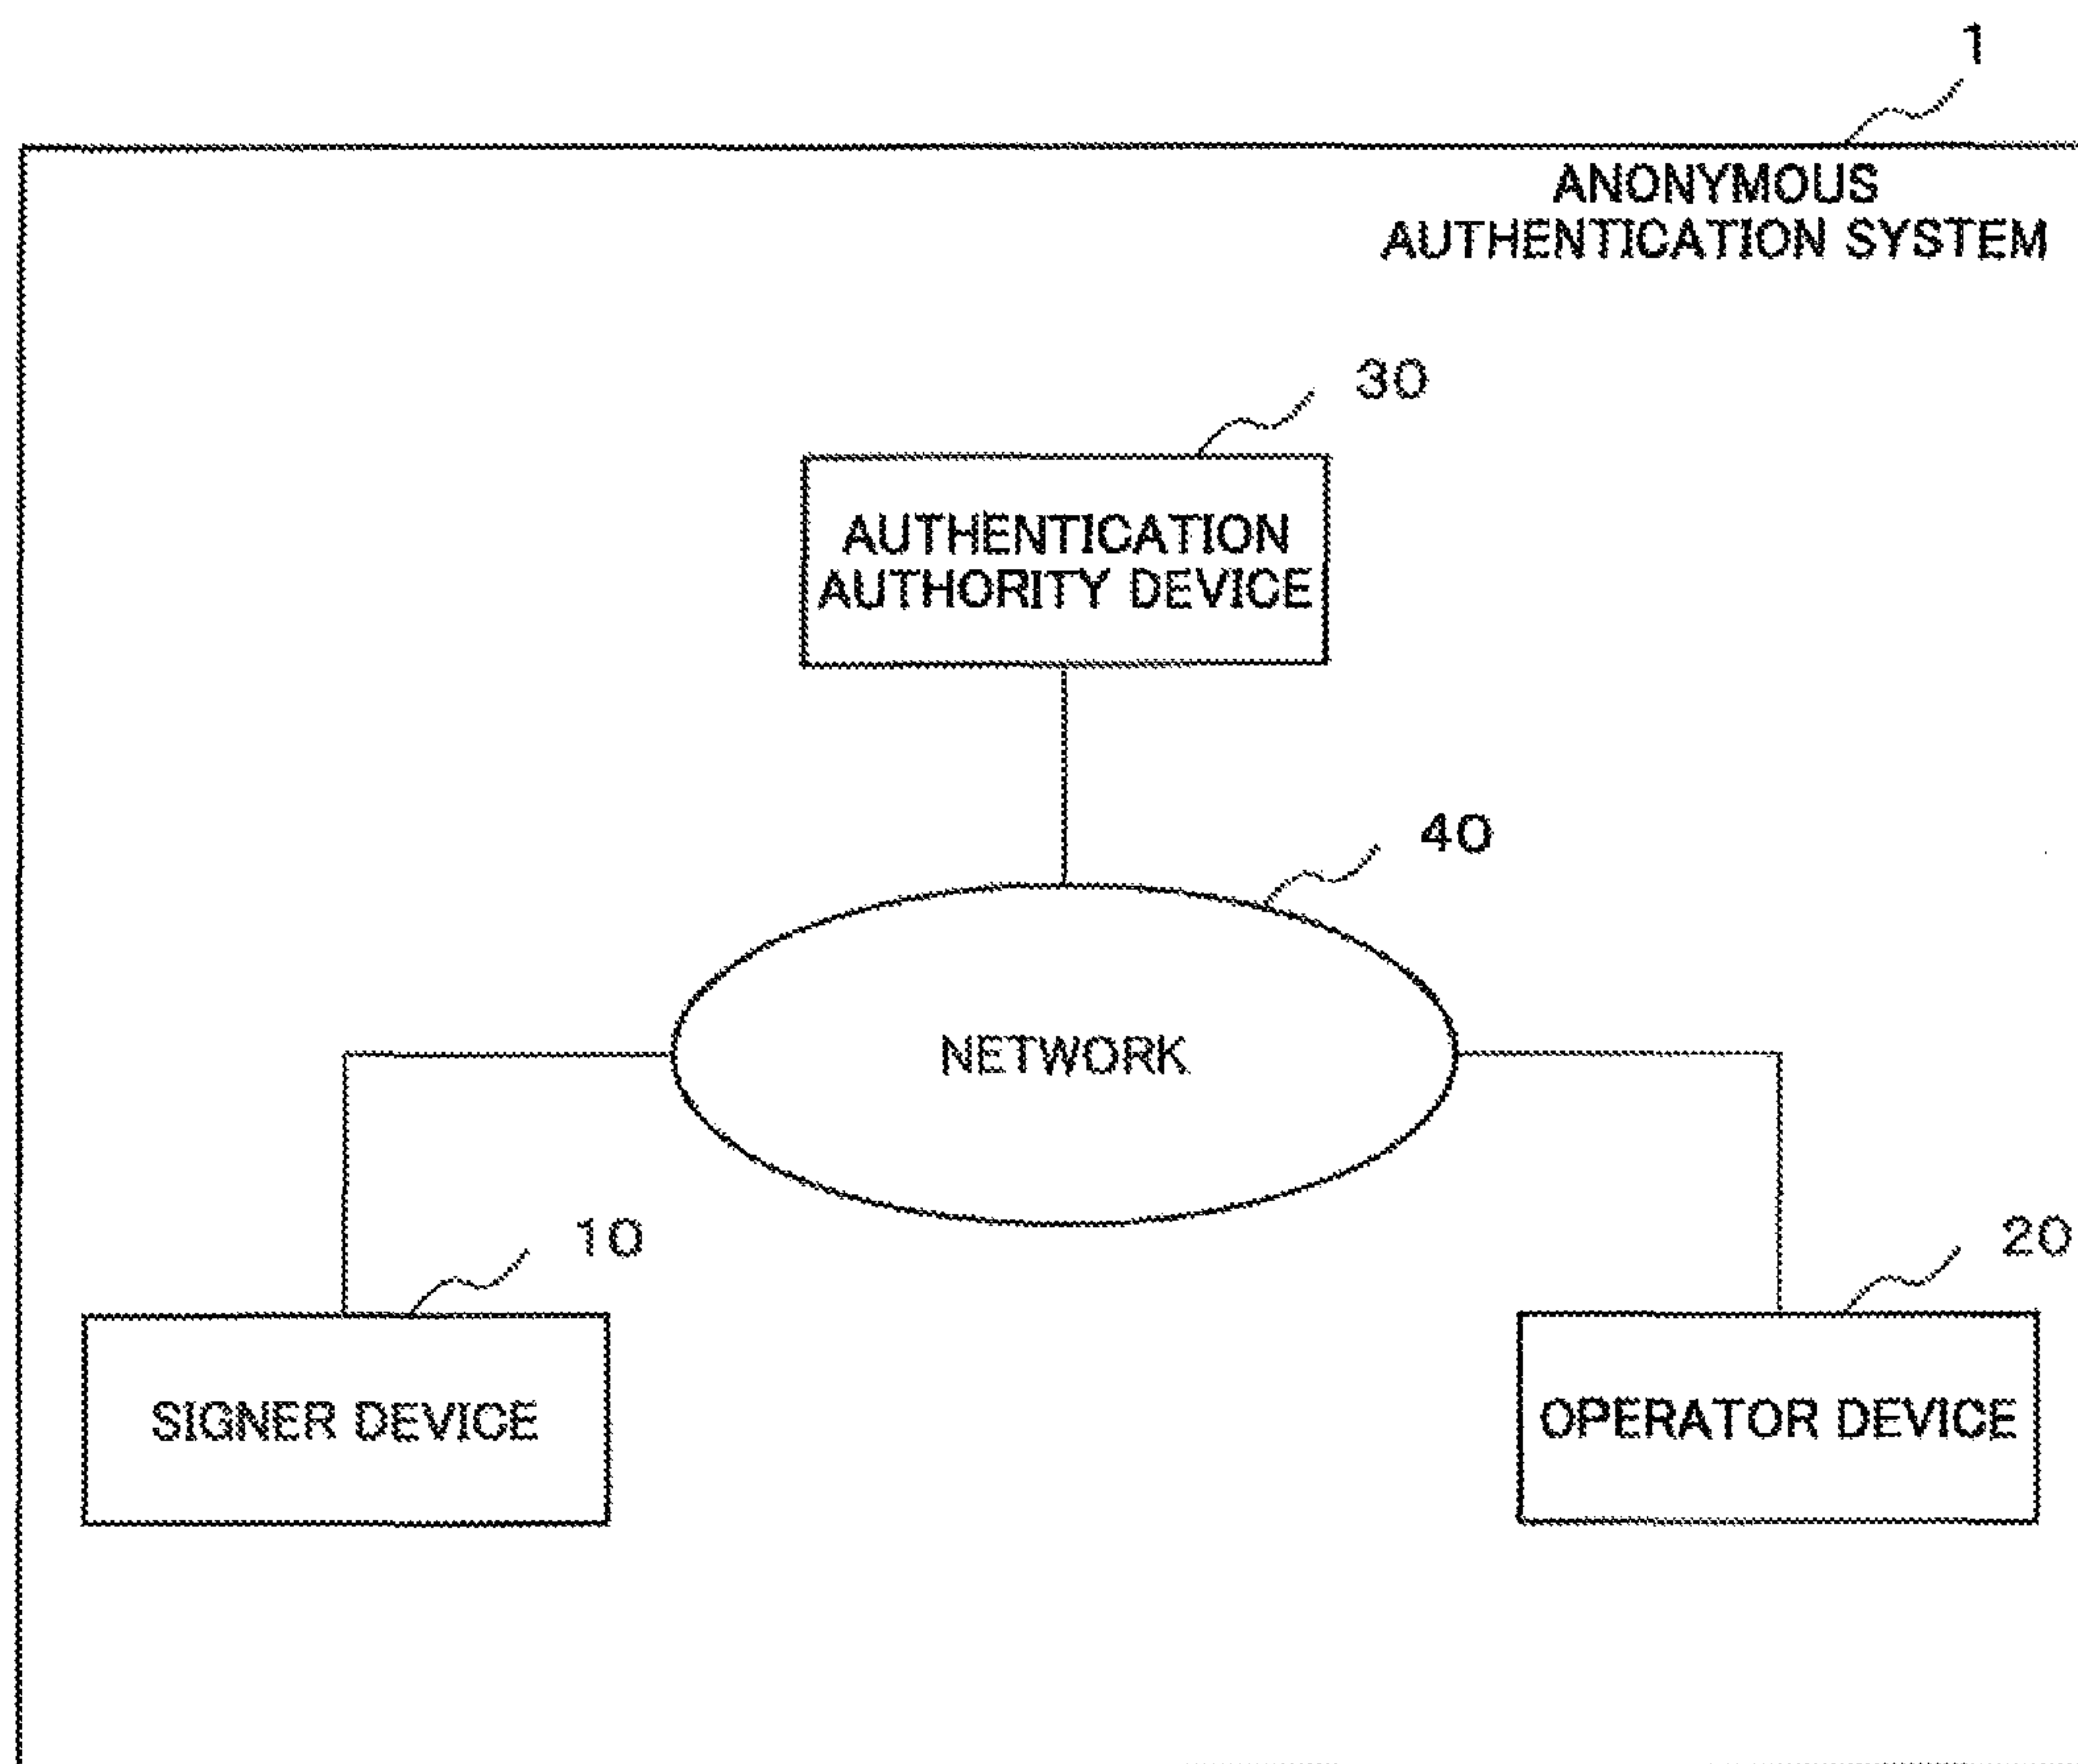 1
ANONYMOUS
AUTHENTICATION SYSTEM
30
AUTHENTICATION
AUTHORITY DEVICE
40
NETWORK
10
20
SIGNER DEVICE
OPERATOR DEVICE